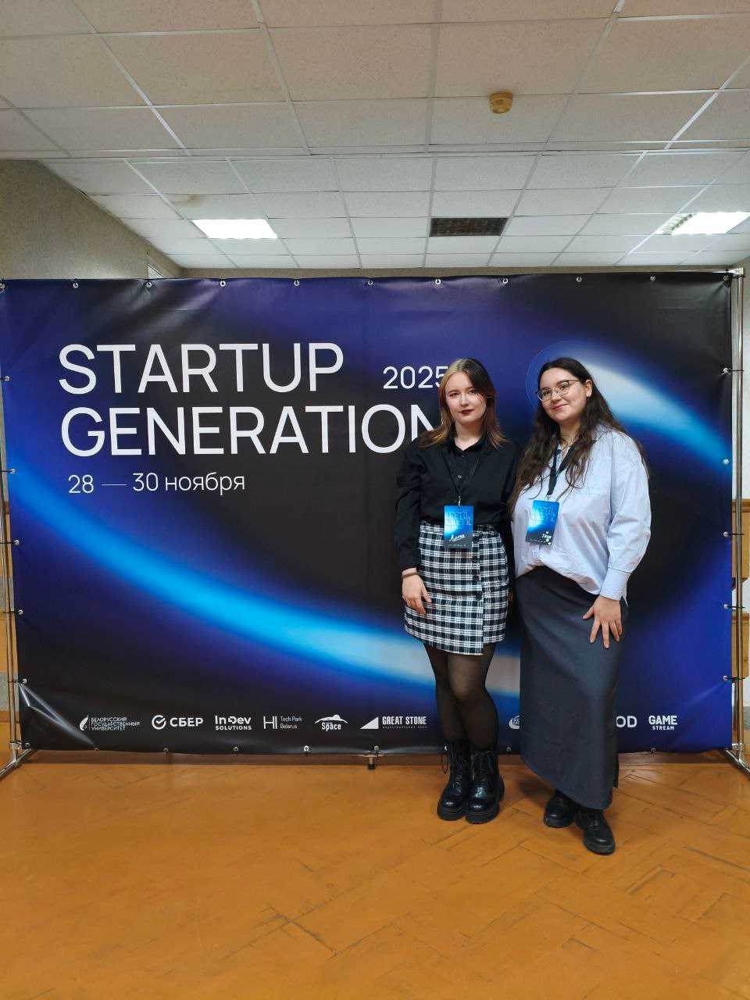 STARTUP
2025
GENERATION
28 — 30 ноября
БЕЛОРУССКИЙ
ГОСУДАРСТВЕННЫЙ
УНИВЕРСИТЕТ
СБЕР
InDev
SOLUTIONS
HI
Tech Park
Belarus
Space
GREAT STONE
GAME
STREAM